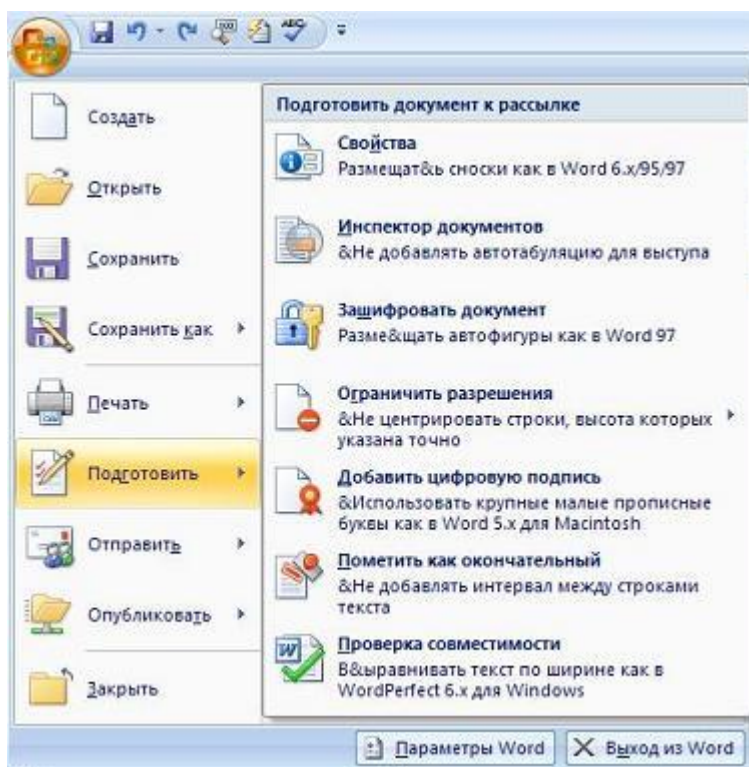 Создать
Открыть
Сохранить
Сохранить как
Печать
Подготовить
Отправить
Опубликовать
Закрыть
Подготовить документ к рассылке
Свойства
Размещат&ь сноски как в Word 6.x/95/97
Инспектор документов
&Не добавлять автотабуляцию для выступа
Зашифровать документ
Разме&щать автофигуры как в Word 97
Ограничить разрешения
&Не центрировать строки, высота которых
указана точно
Добавить цифровую подпись
&Использовать крупные малые прописные
буквы как в Word 5.x для Macintosh
Пометить как окончательный
&Не добавлять интервал между строками
текста
Проверка совместимости
В&ыравнивать текст по ширине как в
WordPerfect 6.x для Windows
Параметры Word
Выход из Word